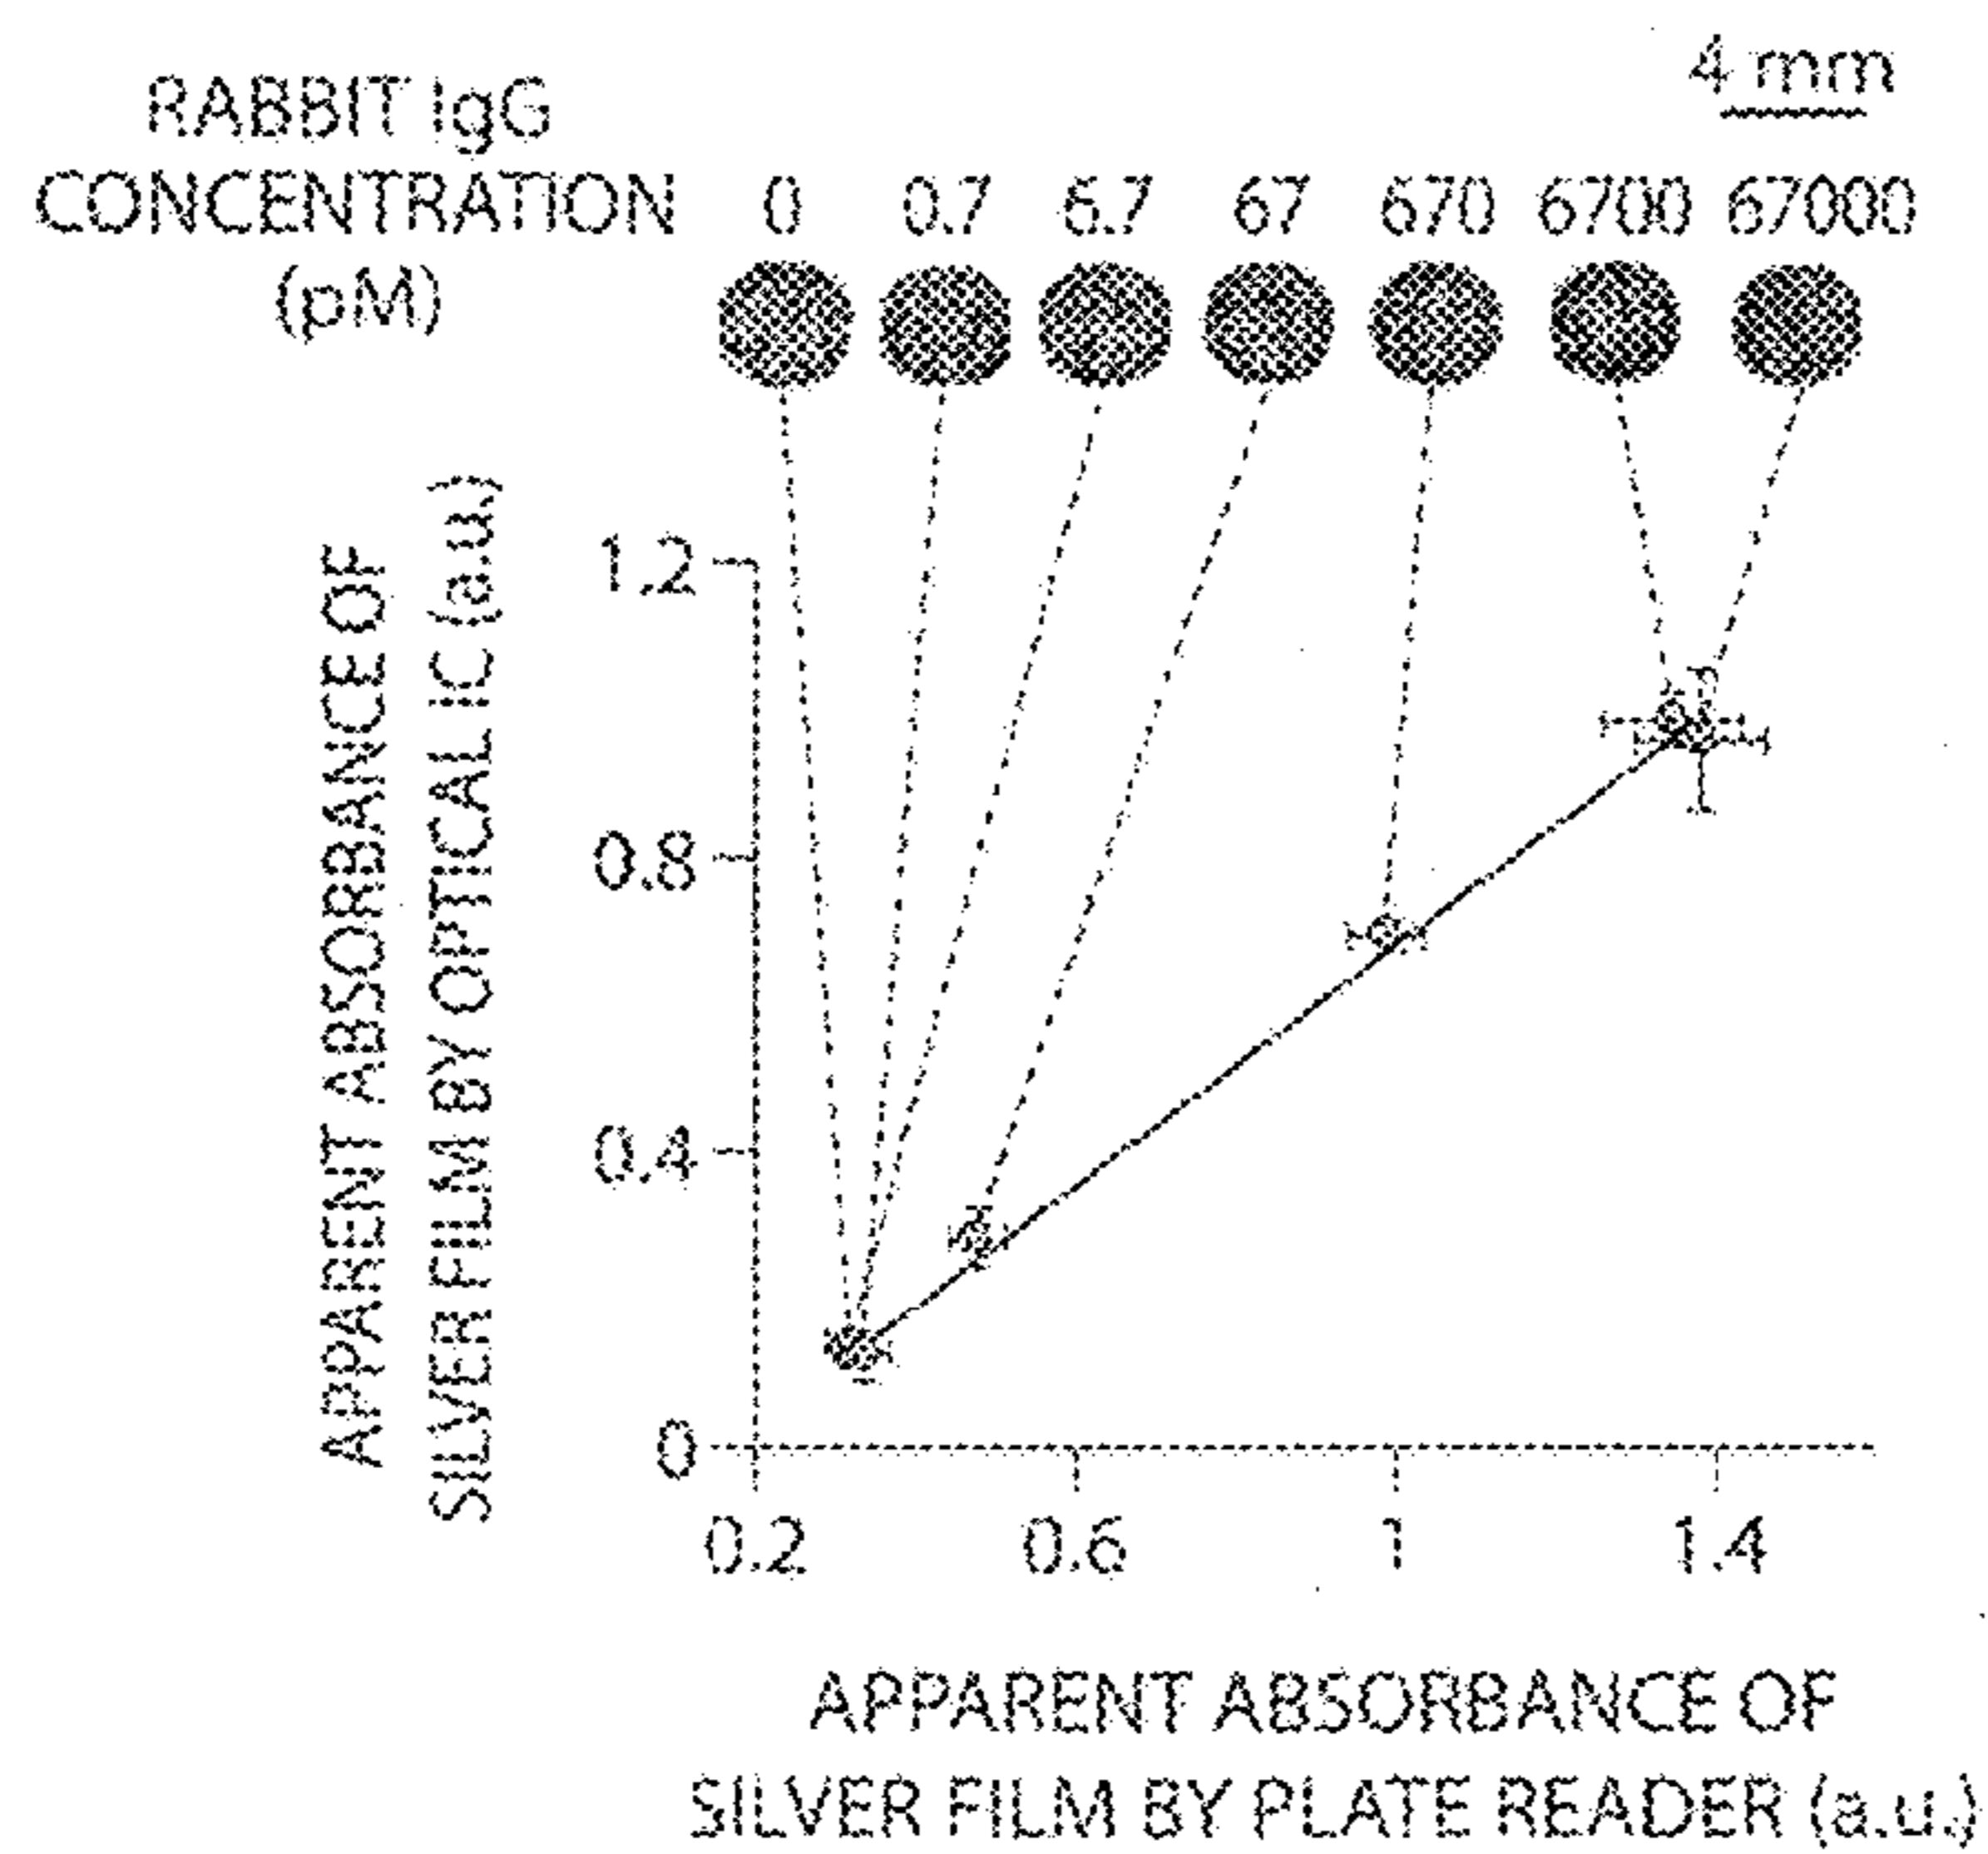 4 mm
RABBIT IgG
CONCENTRATION 0 0.7 6.7 67 670 6700 67000
(pM)
APPARENT ABSORBANCE OF
SILVER FILM BY OPTICAL IC (a.u.)
1.2
0.8
0.4
0
0.2 0.6 1 1.4
APPARENT ABSORBANCE OF
SILVER FILM BY PLATE READER (a.u.)